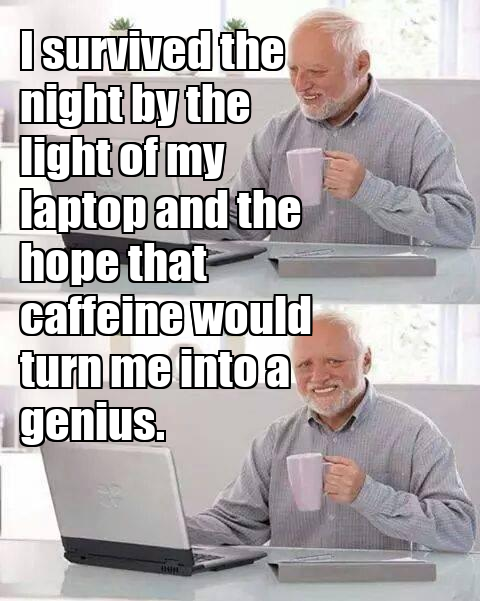 I survived the
night by the
light of my
laptop and the
hope that
caffeine would
turn me into a
genius.